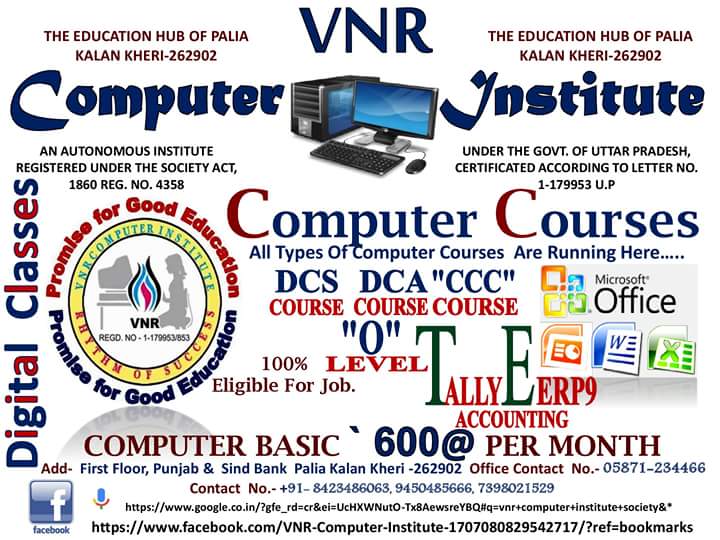 VNR
THE EDUCATION HUB OF PALIA
KALAN KHERI-262902
THE EDUCATION HUB OF PALIA
KALAN KHERI-262902
Computer Institute
AN AUTONOMOUS INSTITUTE
REGISTERED UNDER THE SOCIETY ACT,
1860 REG. NO. 4358
UNDER THE GOVT. OF UTTAR PRADESH,
CERTIFICATED ACCORDING TO LETTER NO.
1-179953 U.P
Digital Classes
Promise for Good Education
VNRCOMPUTER INSTITUTE
VNR
REGD. NO - 1-179953/853
RHYTHM OF SUCCESS
Promise for Good Education
Computer Courses
All Types Of Computer Courses Are Running Here.....
DCS DCA "CCC"
COURSE COURSE COURSE
"O"
LEVEL
100%
Eligible For Job.
TALLY E ERP9
ACCOUNTING
Microsoft®
Office
COMPUTER BASIC ` 600@ PER MONTH
Add- First Floor, Punjab & Sind Bank Palia Kalan Kheri -262902 Office Contact No.- 05871-234466
Contact No.- +91- 8423486063, 9450485666, 7398021529
https://www.google.co.in/?gfe_rd=cr&ei=UcHXWNutO-Tx8AewsreYBQ#q=vnr+computer+institute+society&*
facebook
https://www.facebook.com/VNR-Computer-Institute-1707080829542717/?ref=bookmarks